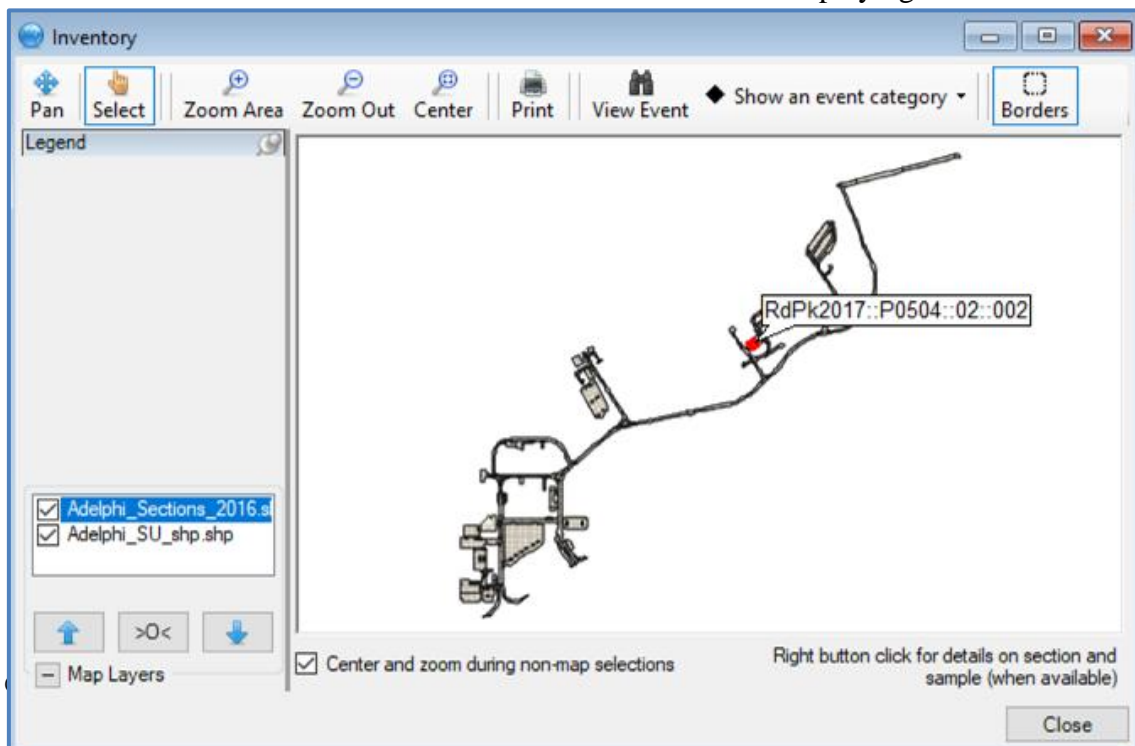 Inventory
Pan Select Zoom Area Zoom Out Center Print View Event Show an event category Borders
Legend
RdPk2017::P0504::02::002
Adelphi_Sections_2016.sl
Adelphi_SU_shp.shp
>0<
Map Layers
Center and zoom during non-map selections
Right button click for details on section and
sample (when available)
Close